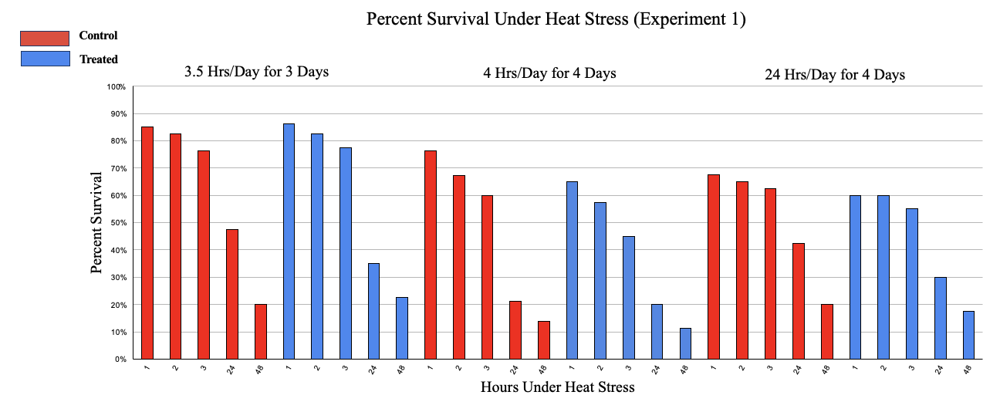 Percent Survival Under Heat Stress (Experiment 1)
Control
Treated
3.5 Hrs/Day for 3 Days
4 Hrs/Day for 4 Days
24 Hrs/Day for 4 Days
100%
90%
80%
70%
60%
50%
40%
30%
20%
10%
0%
Percent Survival
1 2 3 24 48 1 2 3 24 48 1 2 3 24 48 1 2 3 24 48 1 2 3 24 48 1 2 3 24 48
Hours Under Heat Stress